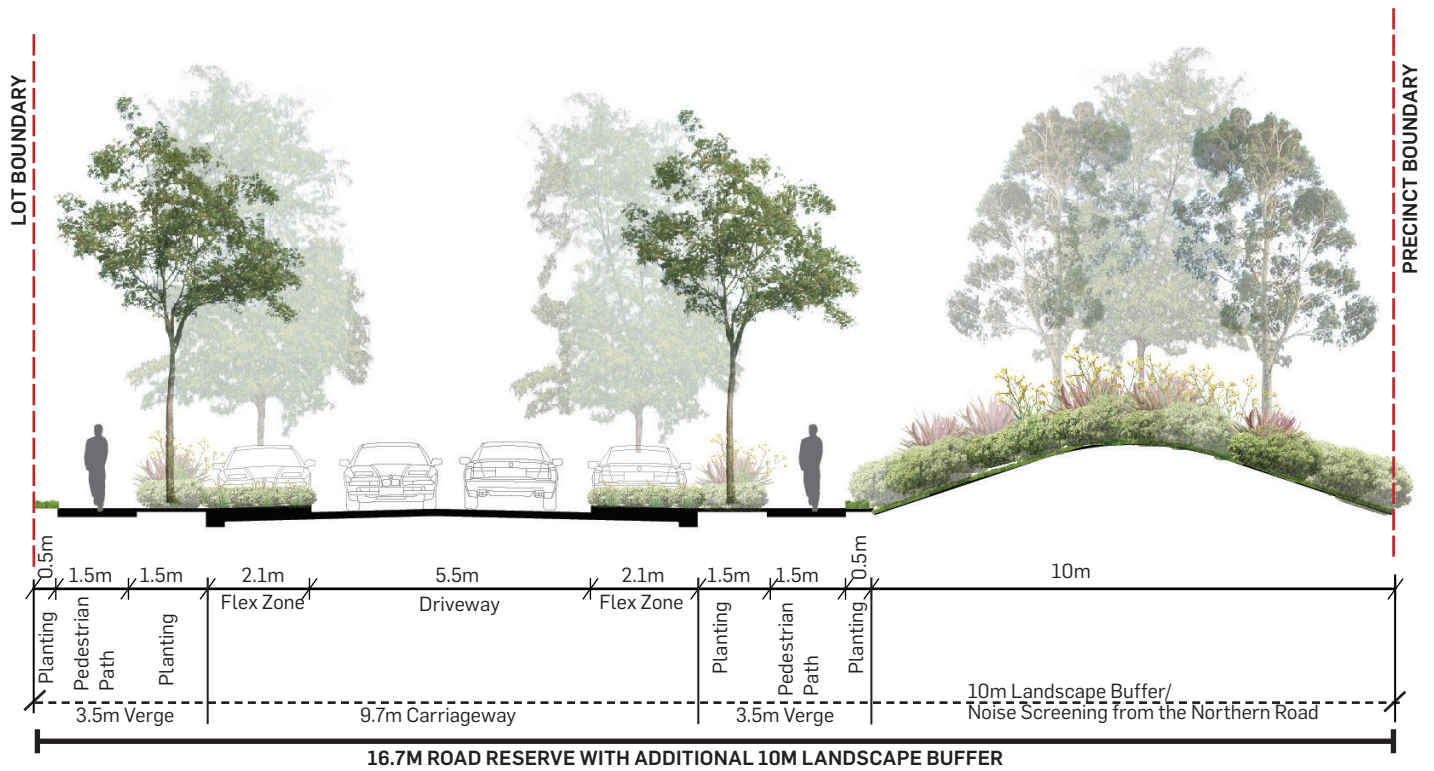 LOT BOUNDARY
PRECINCT BOUNDARY
0.5m
1.5m
1.5m
2.1m
5.5m
2.1m
1.5m
1.5m
0.5m
10m
Flex Zone
Driveway
Flex Zone
Planting
Pedestrian
Path
Planting
Planting
Pedestrian
Path
Planting
10m Landscape Buffer/
Noise Screening from the Northern Road
3.5m Verge
9.7m Carriageway
3.5m Verge
16.7M ROAD RESERVE WITH ADDITIONAL 10M LANDSCAPE BUFFER